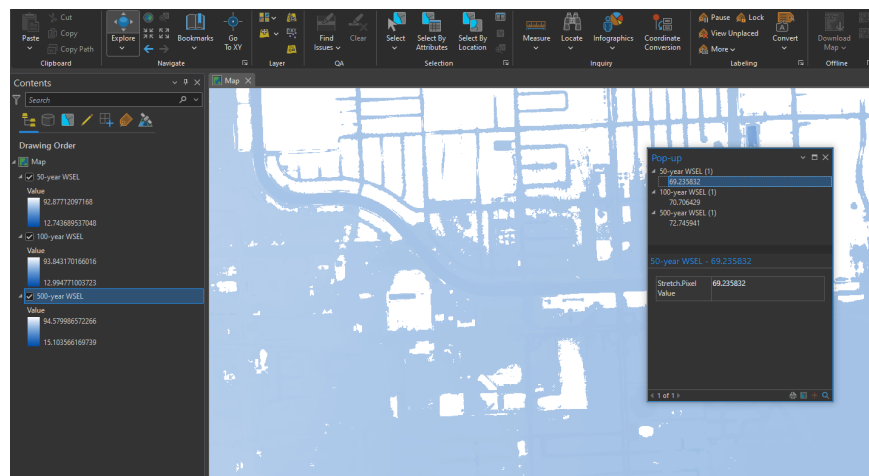 Cut
Copy
Copy Path
Paste
Clipboard
Explore
Bookmarks
Go
To XY
Navigate
Layer
Find
Issues
Clear
QA
Select
Select By
Attributes
Select By
Location
Selection
Measure
Locate
Infographics
Coordinate
Conversion
Inquiry
Pause
Lock
View Unplaced
More
Convert
Labeling
Download
Map
Offline
Contents
Search
Drawing Order
Map
50-year WSEL
Value
92.87712097168
12.743689537048
100-year WSEL
Value
93.843170166016
12.994771003723
500-year WSEL
Value
94.579986572266
15.103566169739
Map
Pop-up
50-year WSEL (1)
69.235832
100-year WSEL (1)
70.706429
500-year WSEL (1)
72.745941
50-year WSEL - 69.235832
Stretch.Pixel Value 69.235832
1 of 1